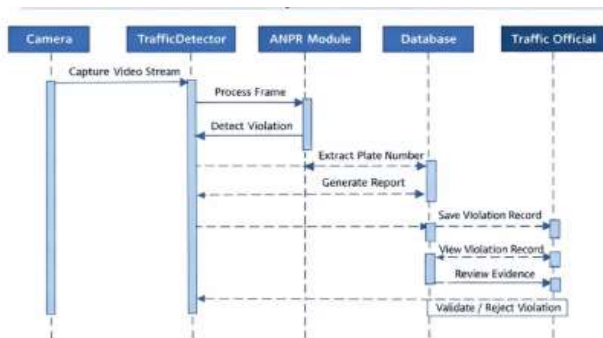 Camera
TrafficDetector
ANPR Module
Database
Traffic Official
Capture Video Stream
Process Frame
Detect Violation
Extract Plate Number
Generate Report
Save Violation Record
View Violation Record
Review Evidence
Validate / Reject Violation